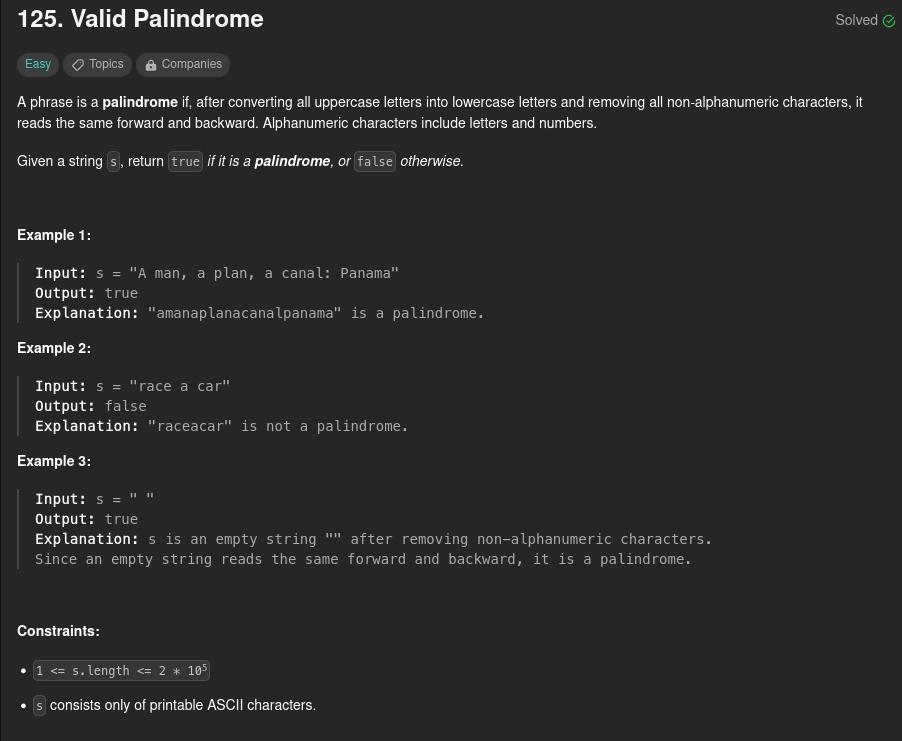 125. Valid Palindrome
Solved
Easy
Topics
Companies
A phrase is a palindrome if, after converting all uppercase letters into lowercase letters and removing all non-alphanumeric characters, it
reads the same forward and backward. Alphanumeric characters include letters and numbers.
Given a string s, return true if it is a palindrome, or false otherwise.
Example 1:
Input: s = "A man, a plan, a canal: Panama"
Output: true
Explanation: "amanaplanacanalpanama" is a palindrome.
Example 2:
Input: s = "race a car"
Output: false
Explanation: "raceacar" is not a palindrome.
Example 3:
Input: s = " "
Output: true
Explanation: s is an empty string "" after removing non-alphanumeric characters.
Since an empty string reads the same forward and backward, it is a palindrome.
Constraints:
• 1 <= s.length <= 2 * 10⁵
• s consists only of printable ASCII characters.